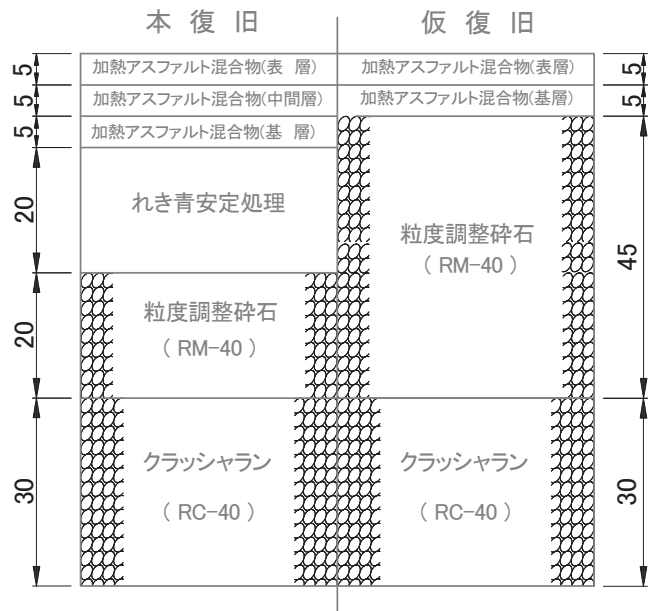 本 復 旧
仮 復 旧
5
加熱アスファルト混合物(表 層)
加熱アスファルト混合物(表層)
5
5
加熱アスファルト混合物(中間層)
加熱アスファルト混合物(基層)
5
5
加熱アスファルト混合物(基 層)
20
れき青安定処理
粒度調整砕石
( RM-40 )
45
20
粒度調整砕石
( RM-40 )
30
クラッシャラン
( RC-40 )
クラッシャラン
( RC-40 )
30